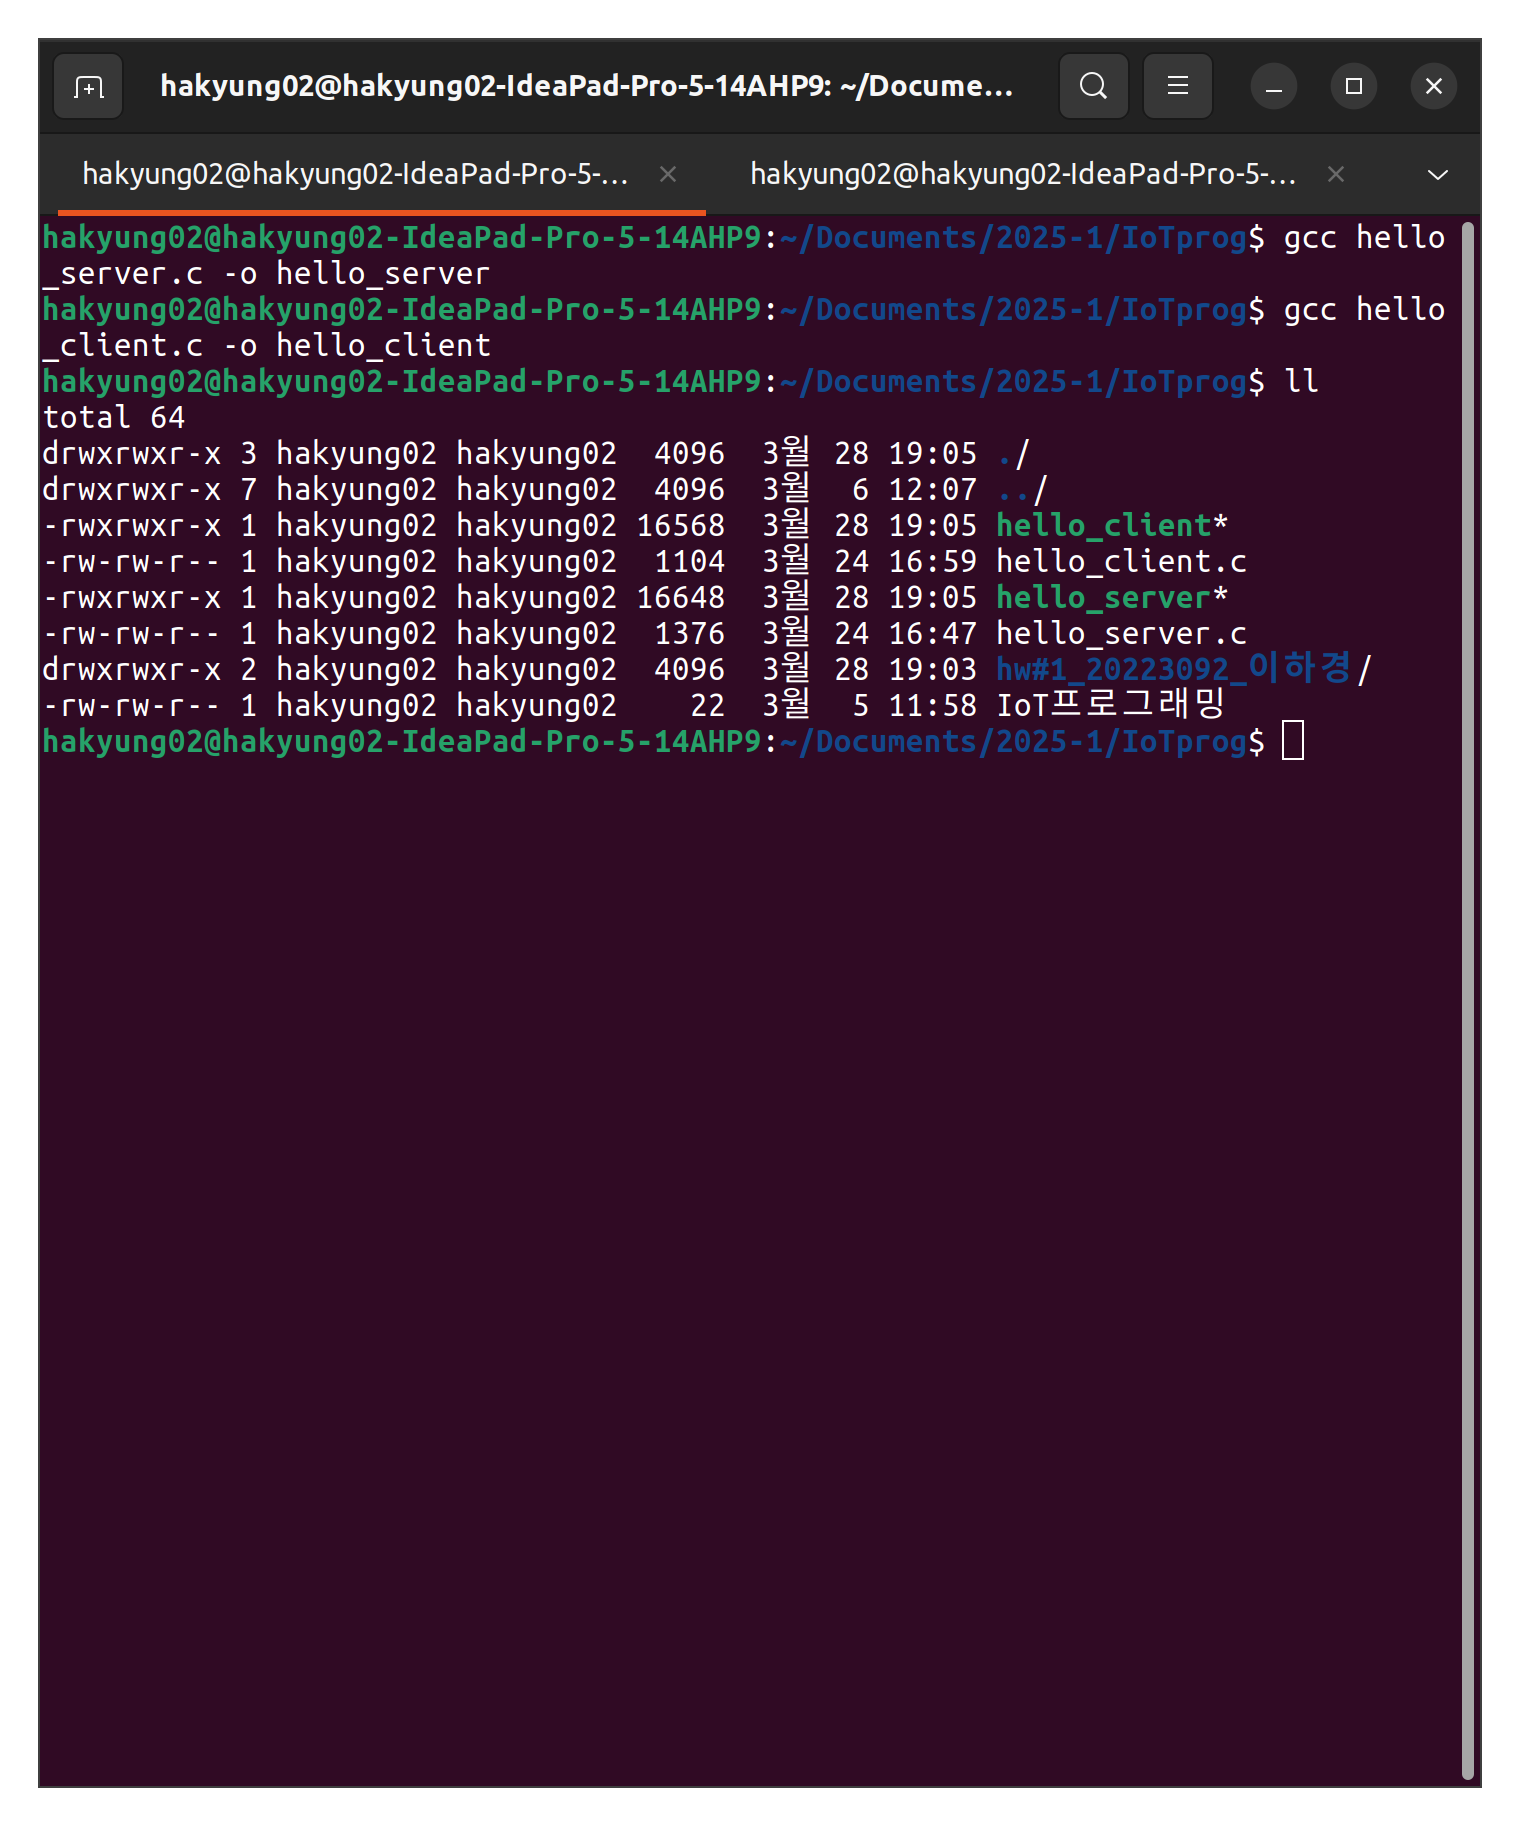 hakyung02@hakyung02-IdeaPad-Pro-5-14AHP9: ~/Docume...
hakyung02@hakyung02-IdeaPad-Pro-5-... hakyung02@hakyung02-IdeaPad-Pro-5-...
hakyung02@hakyung02-IdeaPad-Pro-5-14AHP9:~/Documents/2025-1/IoTprog$ gcc hello
_server.c -o hello_server
hakyung02@hakyung02-IdeaPad-Pro-5-14AHP9:~/Documents/2025-1/IoTprog$ gcc hello
_client.c -o hello_client
hakyung02@hakyung02-IdeaPad-Pro-5-14AHP9:~/Documents/2025-1/IoTprog$ ll
total 64
drwxrwxr-x 3 hakyung02 hakyung02  4096  3월 28 19:05 ./
drwxrwxr-x 7 hakyung02 hakyung02  4096  3월  6 12:07 ../
-rwxrwxr-x 1 hakyung02 hakyung02 16568  3월 28 19:05 hello_client*
-rw-rw-r-- 1 hakyung02 hakyung02  1104  3월 24 16:59 hello_client.c
-rwxrwxr-x 1 hakyung02 hakyung02 16648  3월 28 19:05 hello_server*
-rw-rw-r-- 1 hakyung02 hakyung02  1376  3월 24 16:47 hello_server.c
drwxrwxr-x 2 hakyung02 hakyung02  4096  3월 28 19:03 hw#1_20223092_이하경/
-rw-rw-r-- 1 hakyung02 hakyung02    22  3월  5 11:58 IoT프로그래밍
hakyung02@hakyung02-IdeaPad-Pro-5-14AHP9:~/Documents/2025-1/IoTprog$